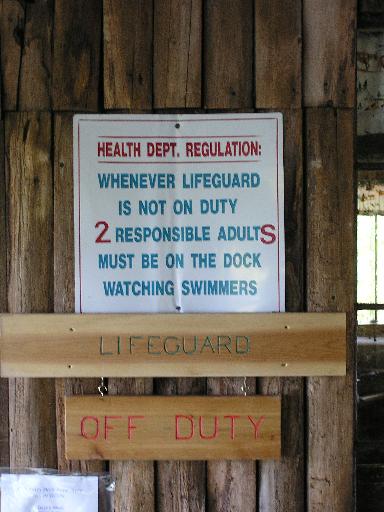 HEALTH DEPT. REGULATION:
WHENEVER LIFEGUARD
IS NOT ON DUTY
2 RESPONSIBLE ADULTS
MUST BE ON THE DOCK
WATCHING SWIMMERS
LIFEGUARD
OFF DUTY